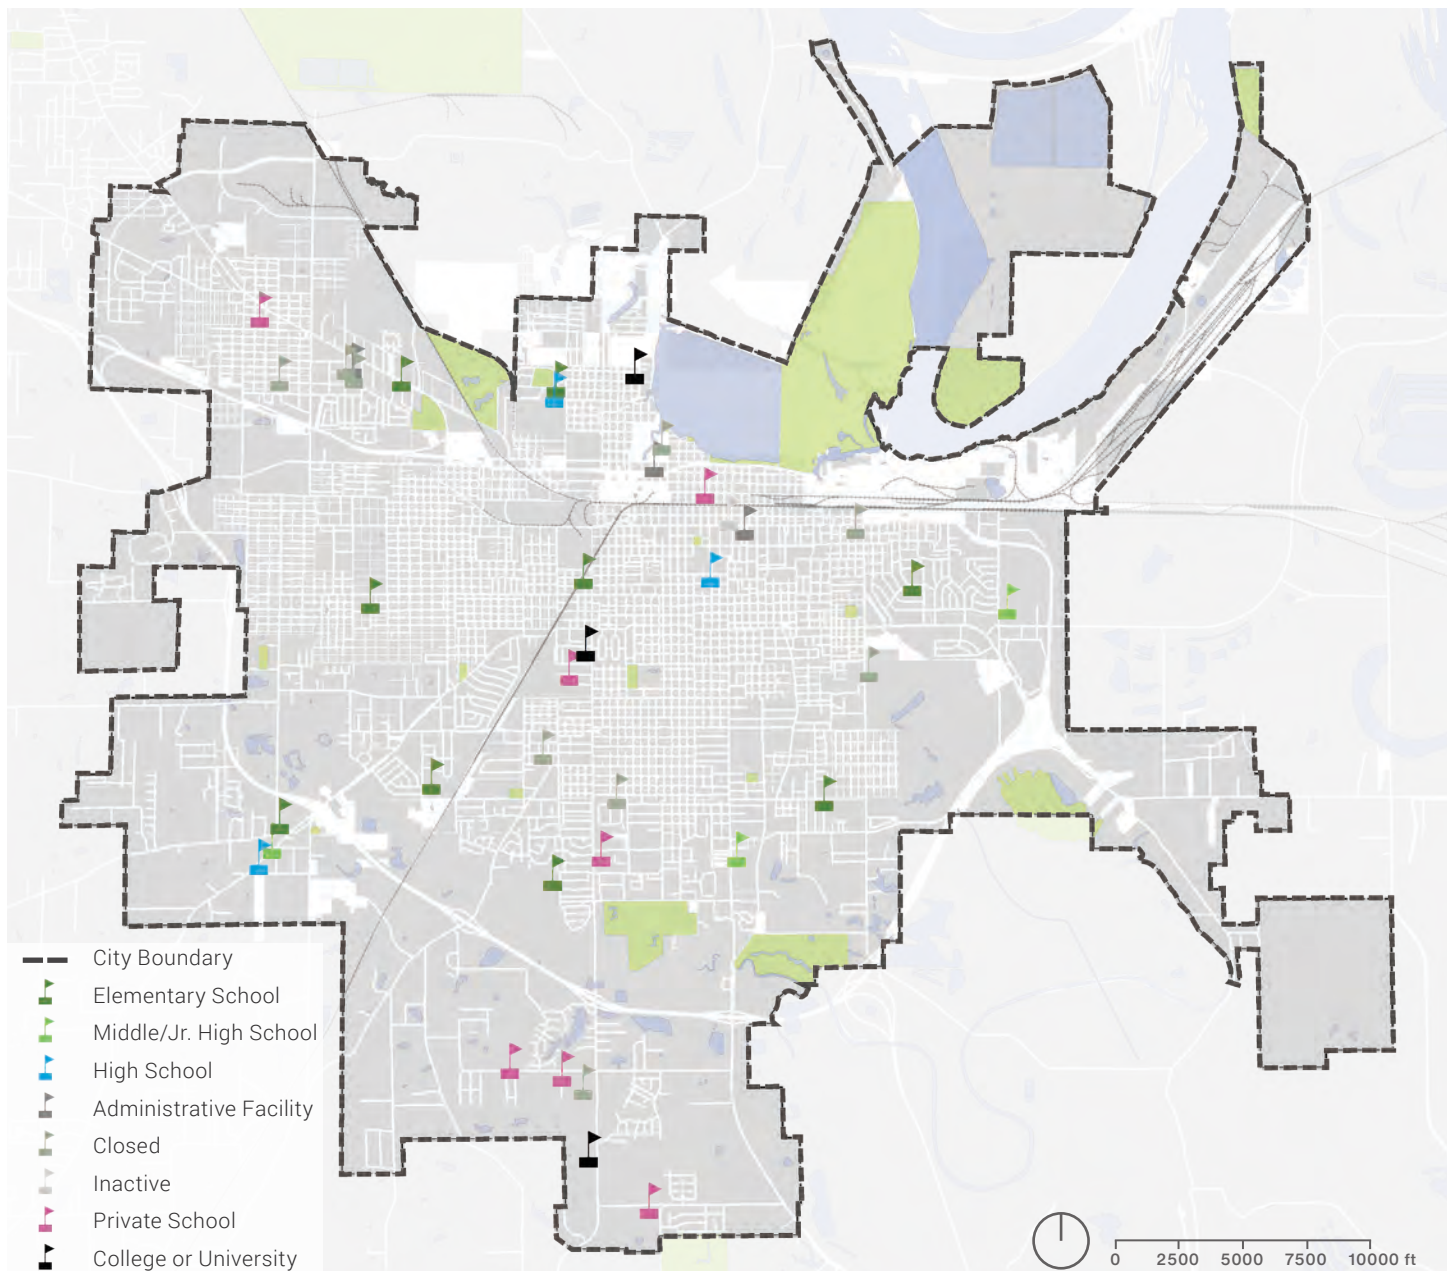 City Boundary
Elementary School
Middle/Jr. High School
High School
Administrative Facility
Closed
Inactive
Private School
College or University
0 2500 5000 7500 10000 ft